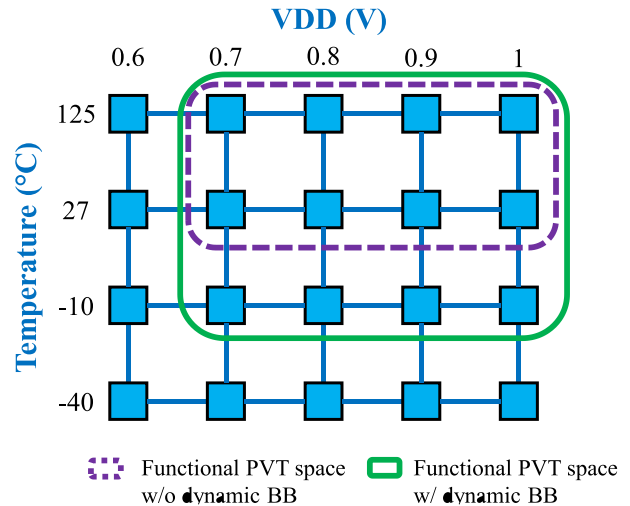 VDD (V)
0.6 0.7 0.8 0.9 1
Temperature (°C)
125
27
-10
-40
Functional PVT space
w/o dynamic BB
Functional PVT space
w/ dynamic BB